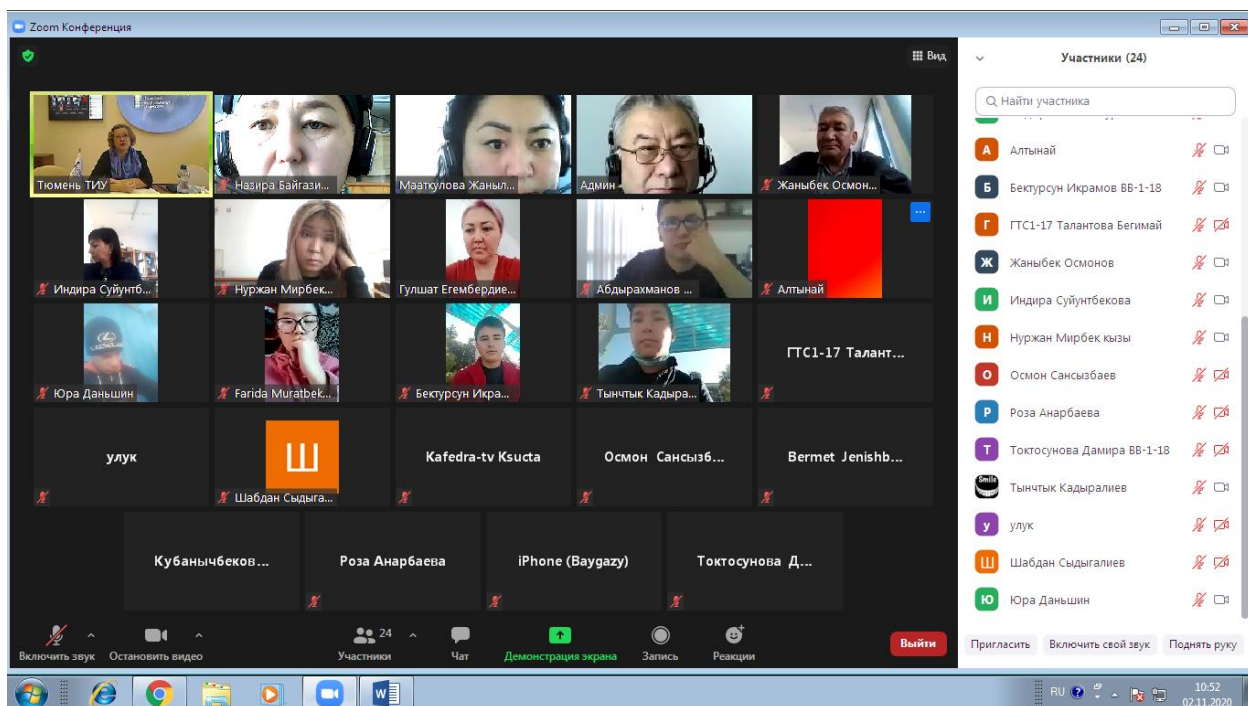 Zoom Конференция
Вид
Тюмень ТИУ
Назира Байгази...
Мааткулова Жаныл...
Админ
Жаныбек Осмон...
Индира Суйунтб...
Нуржан Мирбек...
Гулшат Егембердие...
Абдырахманов ...
Алтынай
Юра Даньшин
Farida Muratbek...
Бектурсун Икра...
Тынчтык Кадыра...
ГТС1-17 Талант...
улук
Ш
Шабдан Сыдыга...
Kafedra-tv Ksucta
Осмон Сансызб...
Bermet Jenishb...
Кубанычбеков...
Роза Анарбаева
iPhone (Baygazy)
Токтосунова Д...
Включить звук
Остановить видео
24
Участники
Чат
Демонстрация экрана
Запись
Реакции
Выйти
Участники (24)
Найти участника
А Алтынай
Б Бектурсун Икрамов ВВ-1-18
Г ГТС1-17 Талантова Бегимай
Ж Жаныбек Осмонов
И Индира Суйунтбекова
Н Нуржан Мирбек кызы
О Осмон Сансызбаев
Р Роза Анарбаева
Т Токтосунова Дамира ВВ-1-18
Smile Тынчтык Кадыралиев
у улук
Ш Шабдан Сыдыгалиев
Ю Юра Даньшин
Пригласить Включить свой звук Поднять руку
RU
10:52
02.11.2020